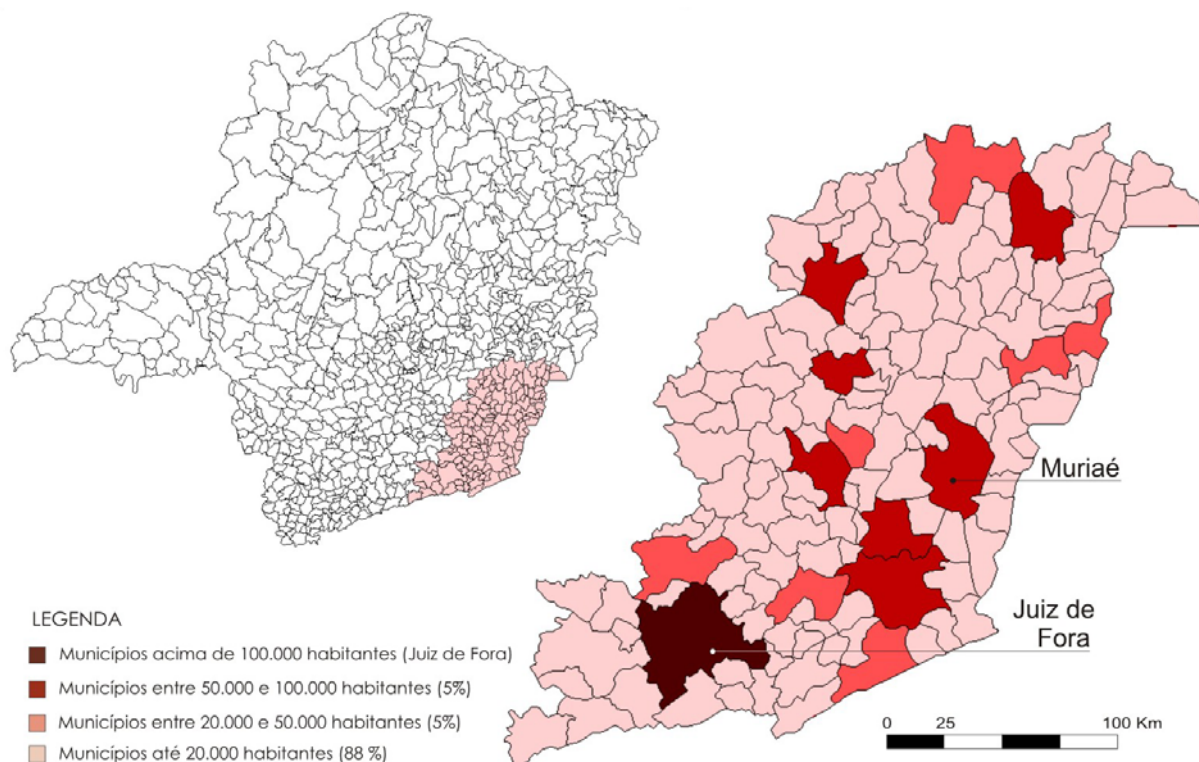 Muriaé
Juiz de
Fora
LEGENDA
Municípios acima de 100.000 habitantes (Juiz de Fora)
Municípios entre 50.000 e 100.000 habitantes (5%)
Municípios entre 20.000 e 50.000 habitantes (5%)
Municípios até 20.000 habitantes (88 %)
0 25 100 Km